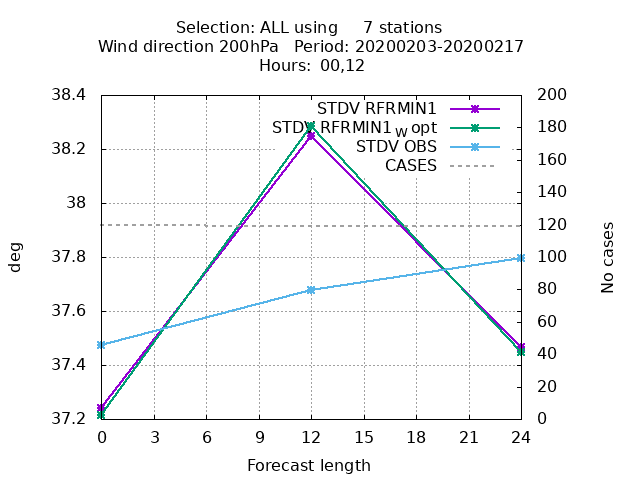 Selection: ALL using 7 stations
Wind direction 200hPa Period: 20200203-20200217
Hours: 00,12
STDV RFRMIN1
STDV RFRMIN1_w opt
STDV OBS
CASES
deg
38.4
38.2
38
37.8
37.6
37.4
37.2
200
180
160
140
120
100
80
60
40
20
0
No cases
0 3 6 9 12 15 18 21 24
Forecast length